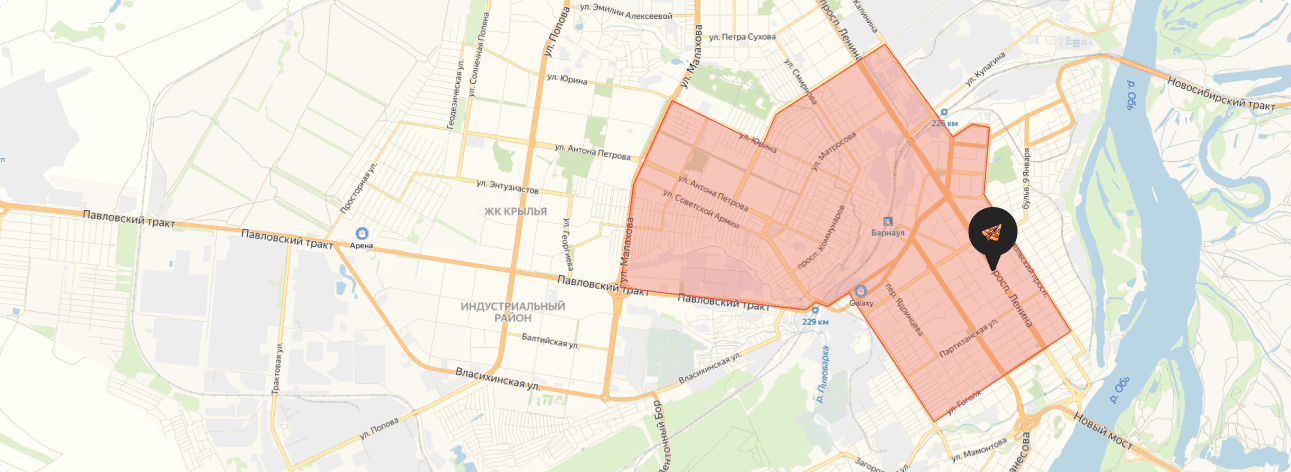 ул. Эмилии Алексеевой
просп. Ленина
Калинина
ул. Солнечная Поляна
ул. Попова
ул. Малахова
ул. Петра Сухова
Геодезическая ул.
ул. Юрина
ул. Смирнова
ул. Кулагина
р. Обь
Новосибирский тракт
226 км
ул. Юрина
ул. Матросова
ул. Антона Петрова
Просторная ул.
ул. Энтузиастов
ул. Антона Петрова
ул. Советской Армии
бульв. 9 Января
Павловский тракт
ЖК КРЫЛЬЯ
ул. Георгиева
ул. Малахова
просп. Коммунаров
Барнаул
Павловский тракт
Арена
Павловский тракт
Павловский тракт
Galaxy
229 км
пер. Ядринцева
просп. Ленина
ИНДУСТРИАЛЬНЫЙ
РАЙОН
Балтийская ул.
Партизанская ул.
Трактовая ул.
Власихинская ул.
Власихинская ул.
р. Пивоварка
р. Обь
ул. Гоголя
ул. Попова
Новый мост
ул. Мамонтова